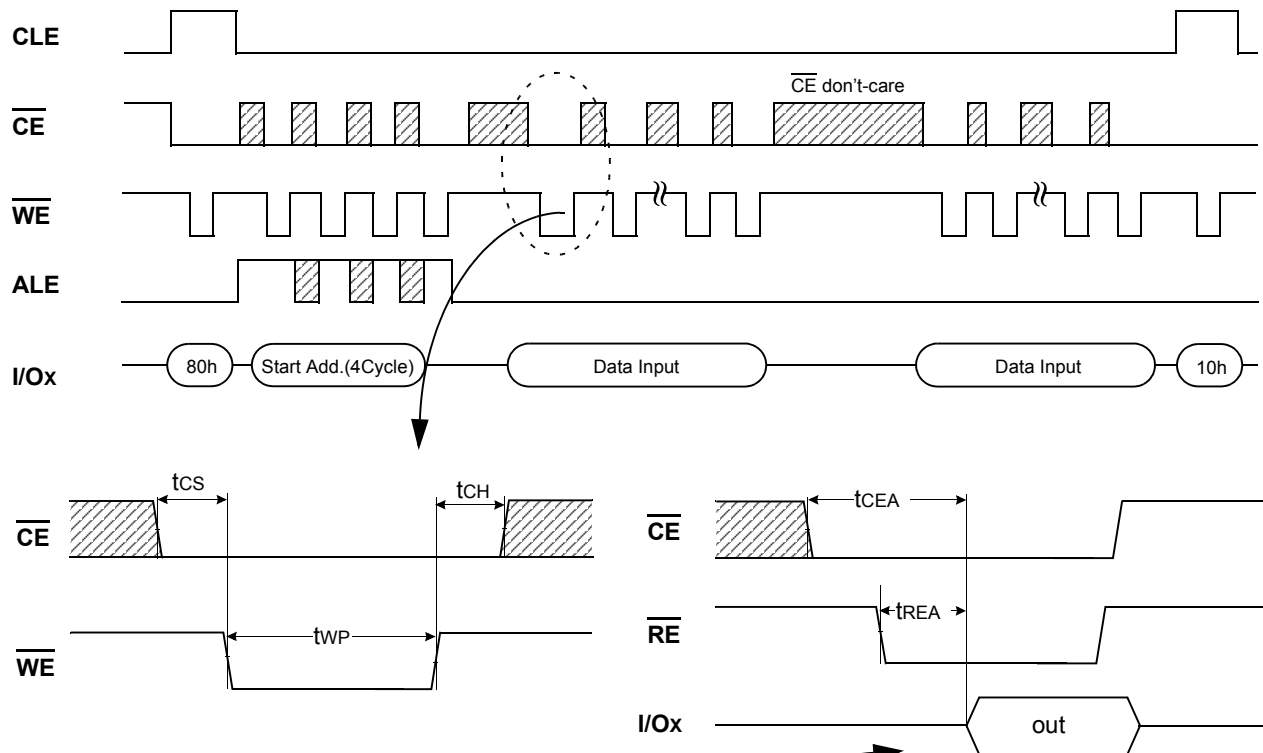 CLE
CE don't-care
CE
WE
ALE
I/Ox 80h Start Add.(4Cycle) Data Input Data Input 10h
tCS tCH
CE
tWP
WE
tCEA
CE
tREA
RE
I/Ox out